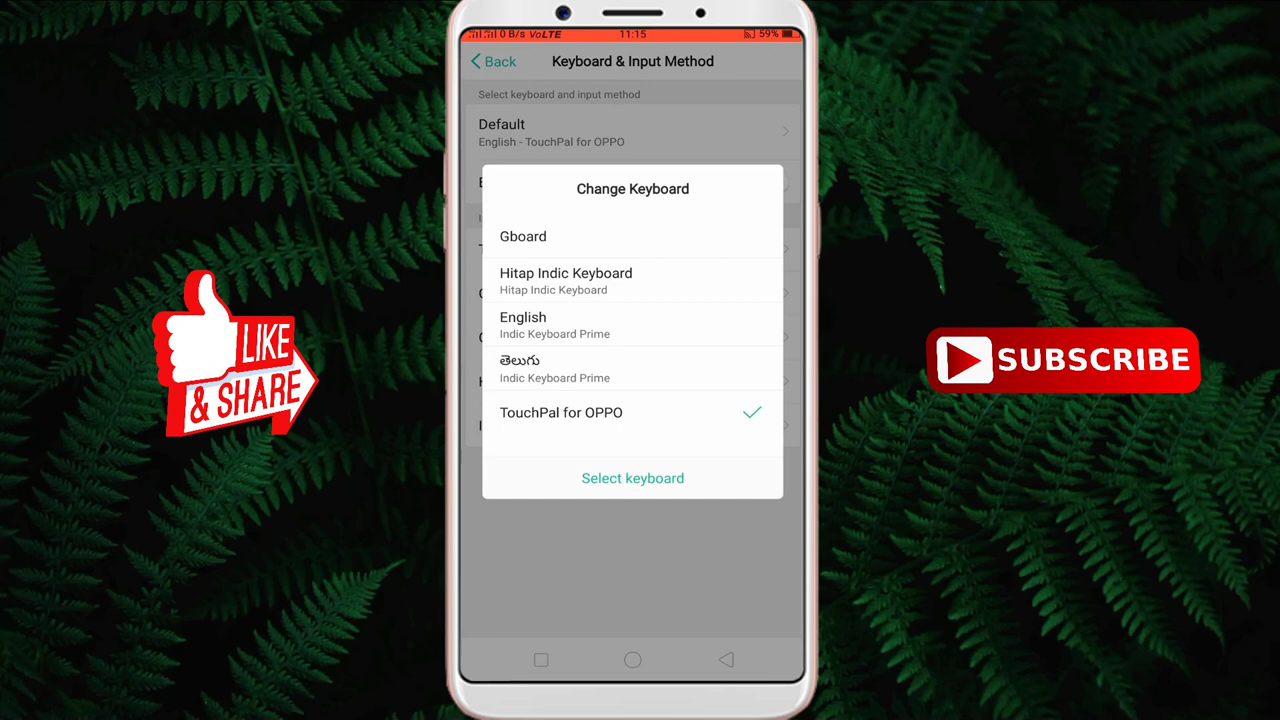 0 B/s VoLTE
11:15
59%
Back
Keyboard & Input Method
Select keyboard and input method
Default
English - TouchPal for OPPO
Change Keyboard
Gboard
Hitap Indic Keyboard
Hitap Indic Keyboard
English
Indic Keyboard Prime
తెలుగు
Indic Keyboard Prime
TouchPal for OPPO
Select keyboard
LIKE
& SHARE
SUBSCRIBE